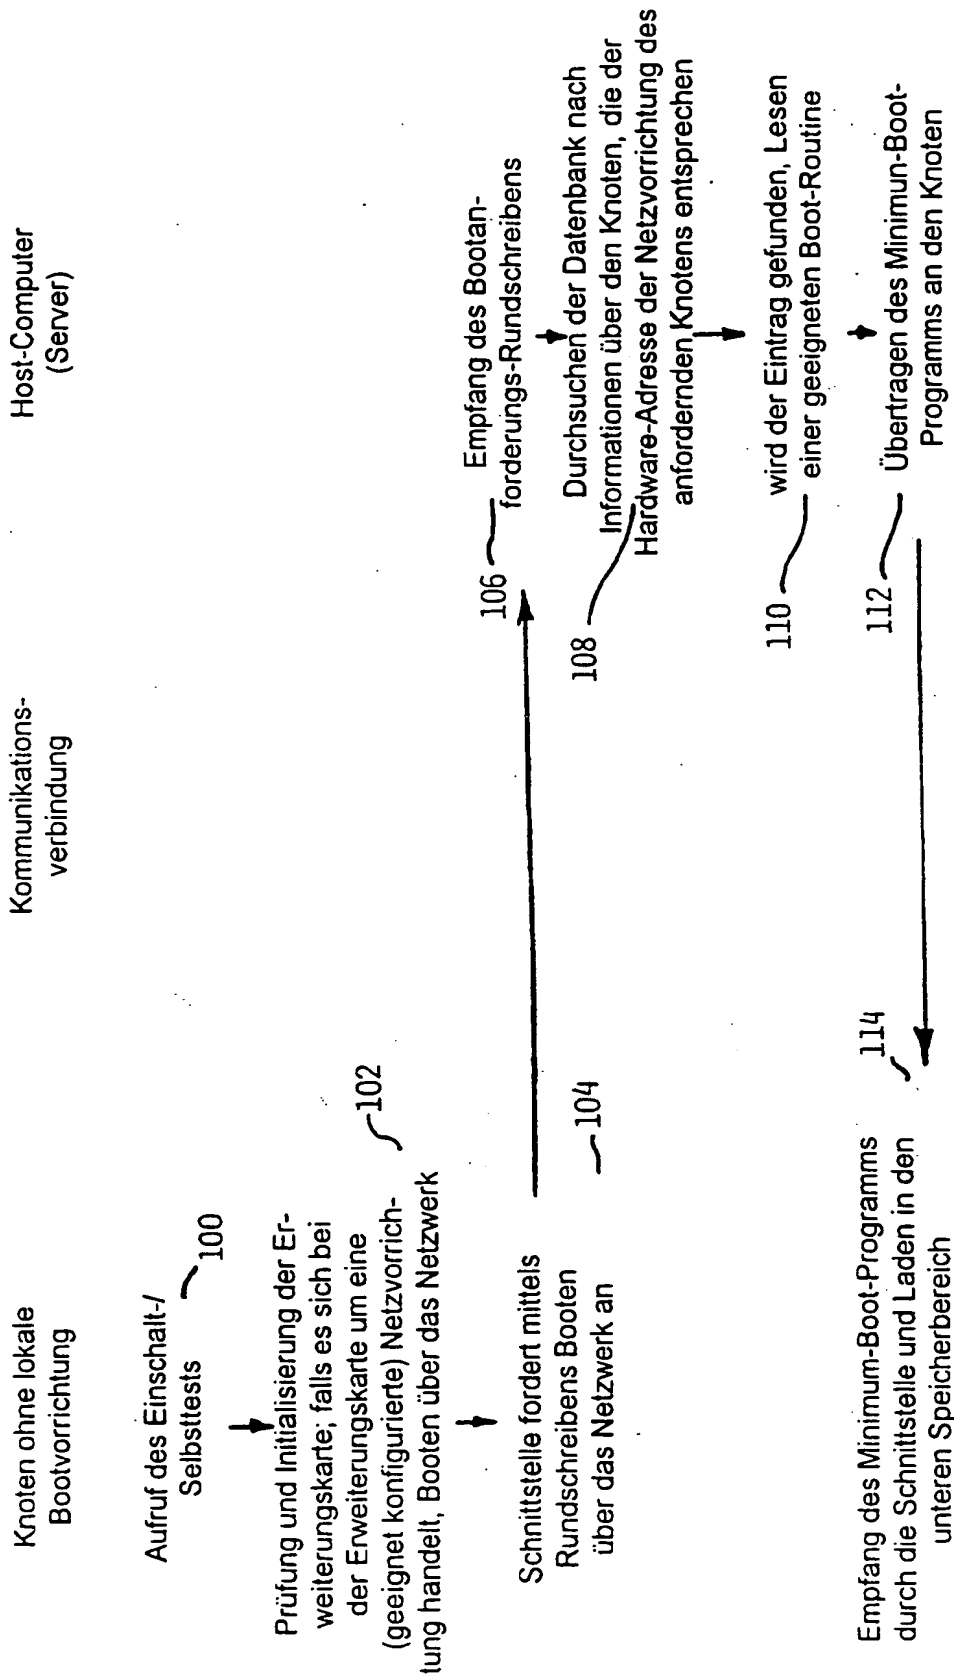 Knoten ohne lokale
Bootvorrichtung
Kommunikations-
verbindung
Host-Computer
(Server)
Aufruf des Einschalt-/
Selbsttests
100
Prüfung und Initialisierung der Er-
weiterungskarte; falls es sich bei
der Erweiterungskarte um eine
(geeignet konfigurierte) Netzvorrich-
tung handelt, Booten über das Netzwerk
102
Schnittstelle fordert mittels
Rundschreibens Booten
über das Netzwerk an
104
106
Empfang des Bootan-
forderungs-Rundschreibens
108
Durchsuchen der Datenbank nach
Informationen über den Knoten, die der
Hardware-Adresse der Netzvorrichtung des
anfordernden Knotens entsprechen
110
wird der Eintrag gefunden, Lesen
einer geeigneten Boot-Routine
112
Übertragen des Minimun-Boot-
Programms an den Knoten
114
Empfang des Minimum-Boot-Programms
durch die Schnittstelle und Laden in den
unteren Speicherbereich